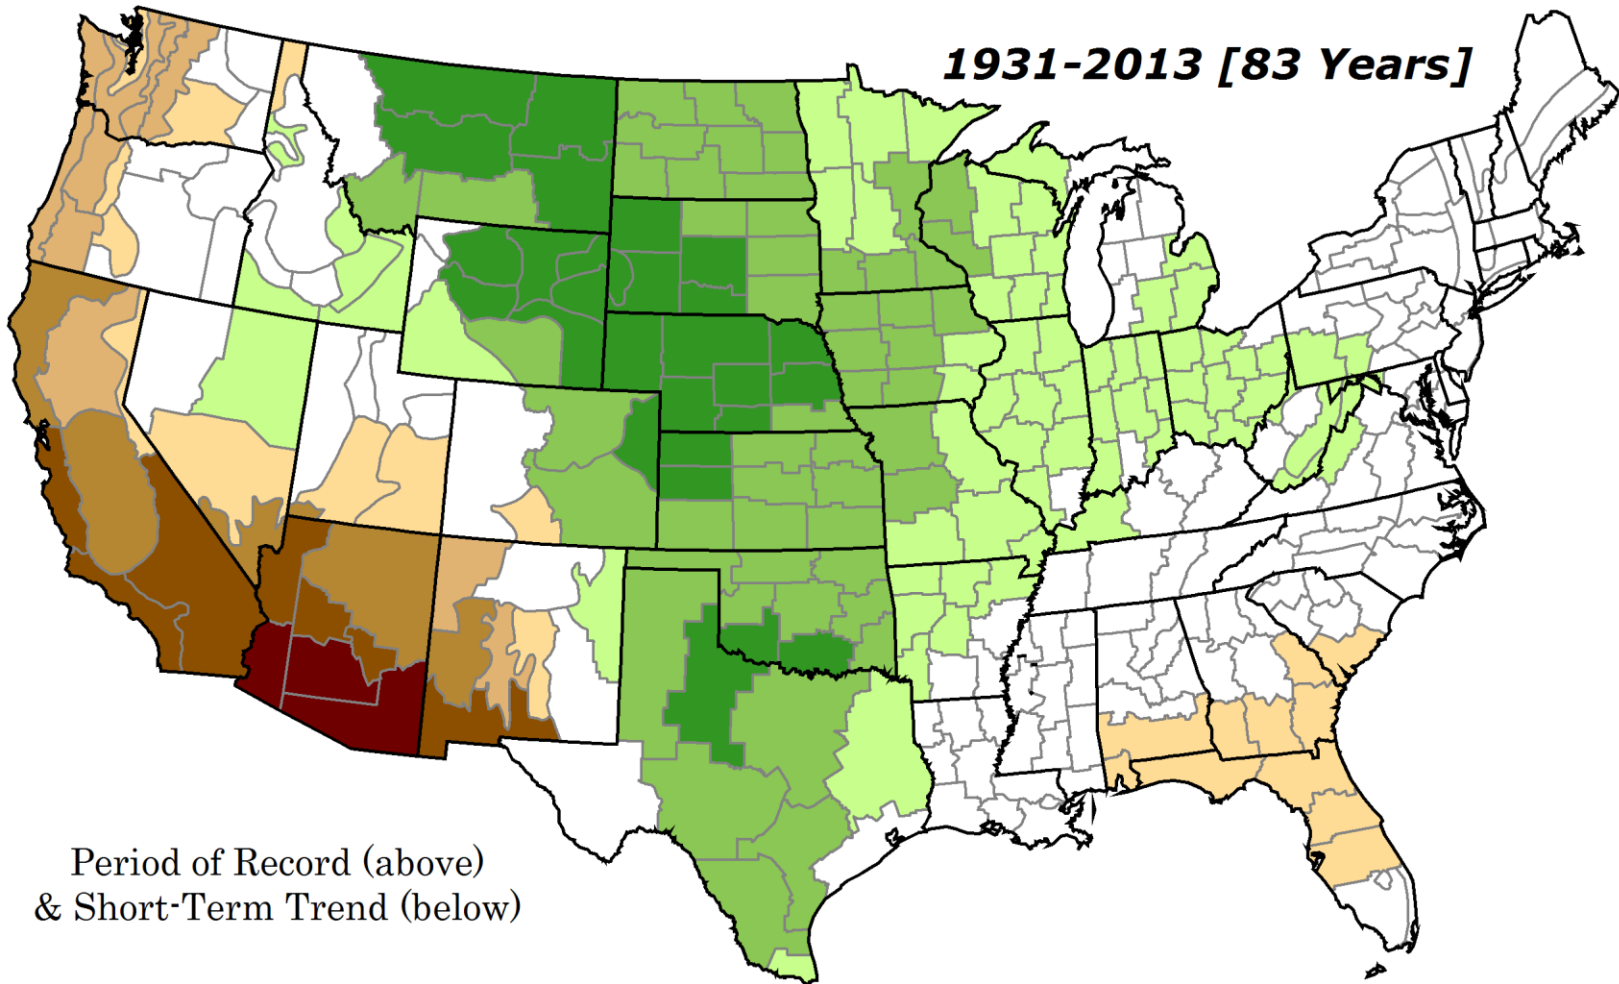 1931-2013 [83 Years]
Period of Record (above)
& Short-Term Trend (below)